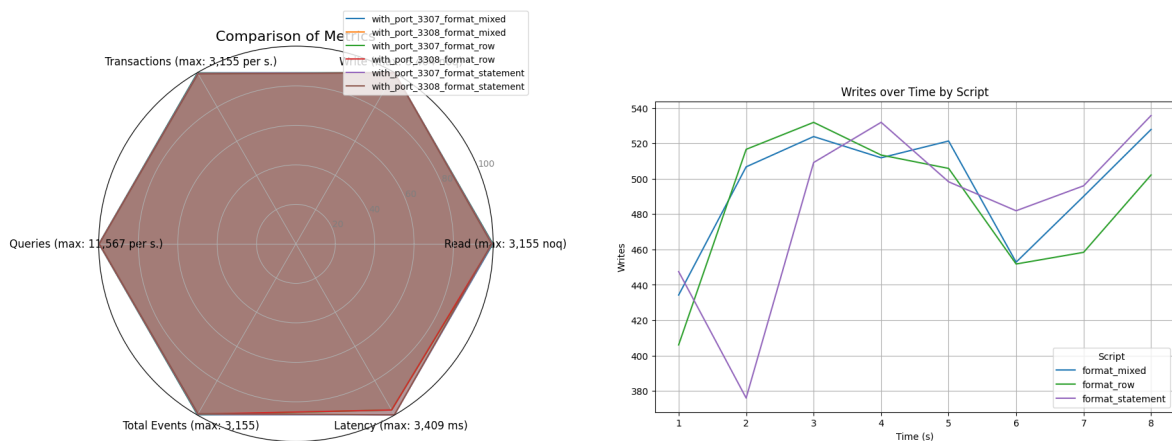 Comparison of Metrics
with_port_3307_format_mixed
with_port_3308_format_mixed
with_port_3307_format_row
with_port_3308_format_row
with_port_3307_format_statement
with_port_3308_format_statement
Transactions (max: 3,155 per s.)
100
Queries (max: 11,567 per s.)
Read (max: 3,155 noq)
Total Events (max: 3,155)
Latency (max: 3,409 ms)
Writes over Time by Script
Writes
540
520
500
480
460
440
420
400
380
1 2 3 4 5 6 7 8
Time (s)
Script
format_mixed
format_row
format_statement